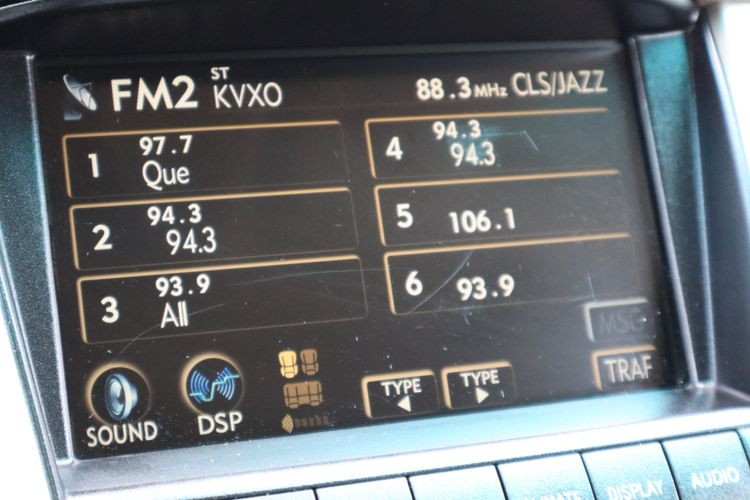 FM2 ST KVXO 88.3 MHz CLS/JAZZ
1 97.7 Que
2 94.3 94.3
3 93.9 All
4 94.3 94.3
5 106.1
6 93.9
MSG
TYPE TYPE TRAF
SOUND DSP
DISPLAY AUDIO